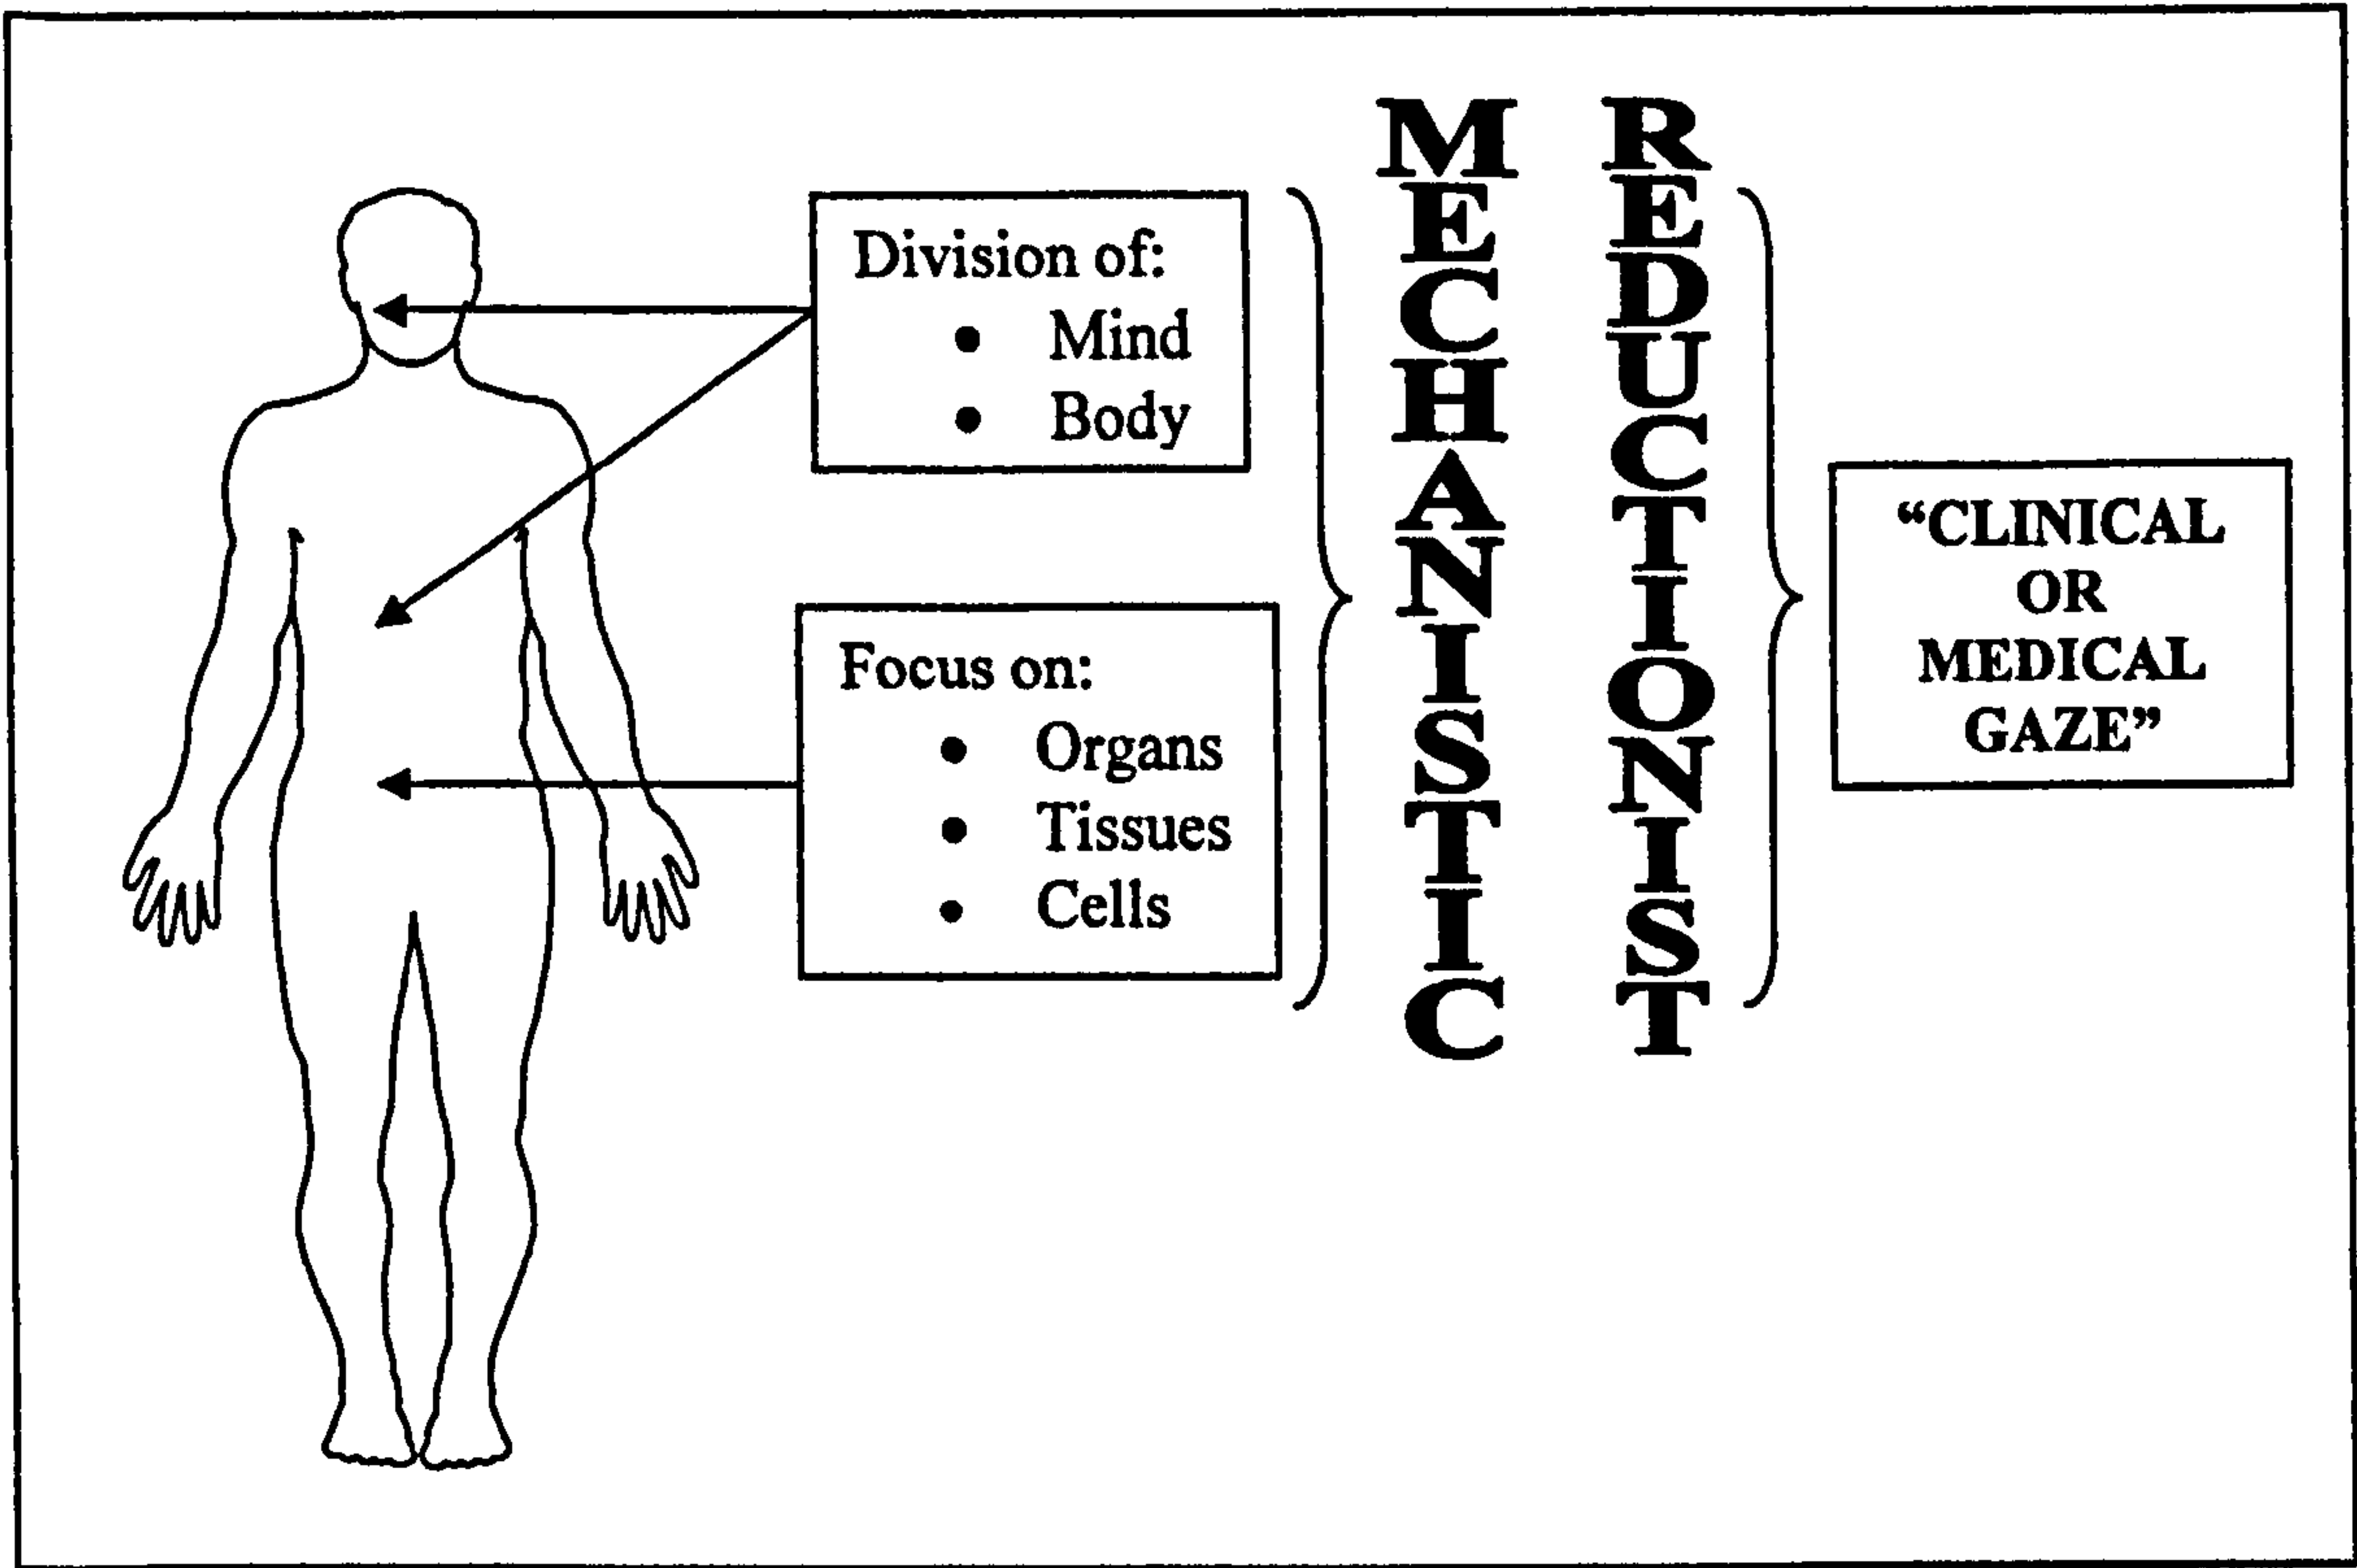 Division of:
• Mind
• Body
Focus on:
• Organs
• Tissues
• Cells
MECHANISTIC
REDUCTIONIST
“CLINICAL
OR
MEDICAL
GAZE”